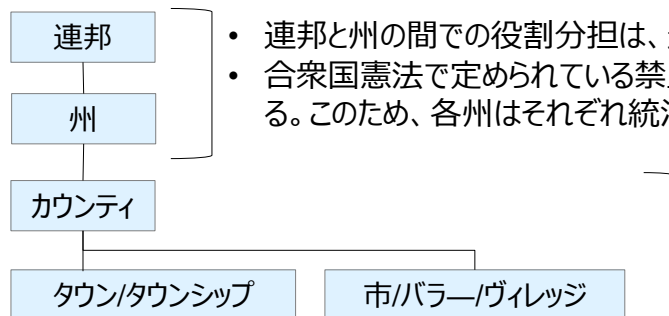 連邦
• 連邦と州の間での役割分担は、
• 合衆国憲法で定められている禁
州
る。このため、各州はそれぞれ統
カウンティ
タウン/タウンシップ
市/バラ―/ヴィレッジ